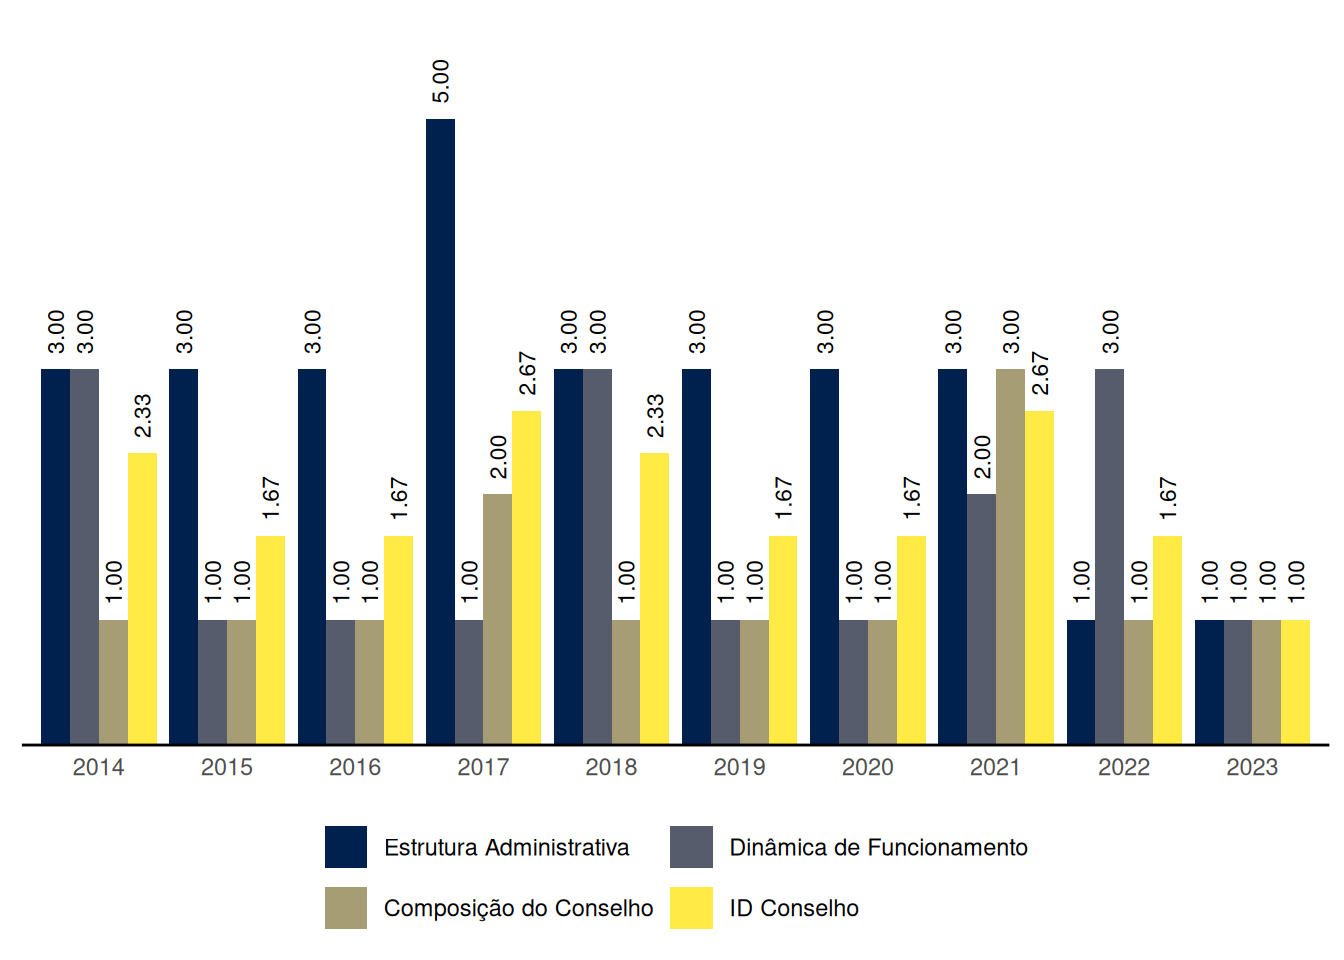 5.00
3.00 3.00 3.00 3.00 3.00 3.00 3.00 3.00 3.00 3.00 3.00
2.67 2.67
2.33 2.33
2.00 2.00
1.67 1.67 1.67 1.67 1.67
1.00 1.00 1.00 1.00 1.00 1.00 1.00 1.00 1.00 1.00 1.00 1.00 1.00 1.00 1.00 1.00 1.00
2014 2015 2016 2017 2018 2019 2020 2021 2022 2023
Estrutura Administrativa Dinâmica de Funcionamento
Composição do Conselho ID Conselho